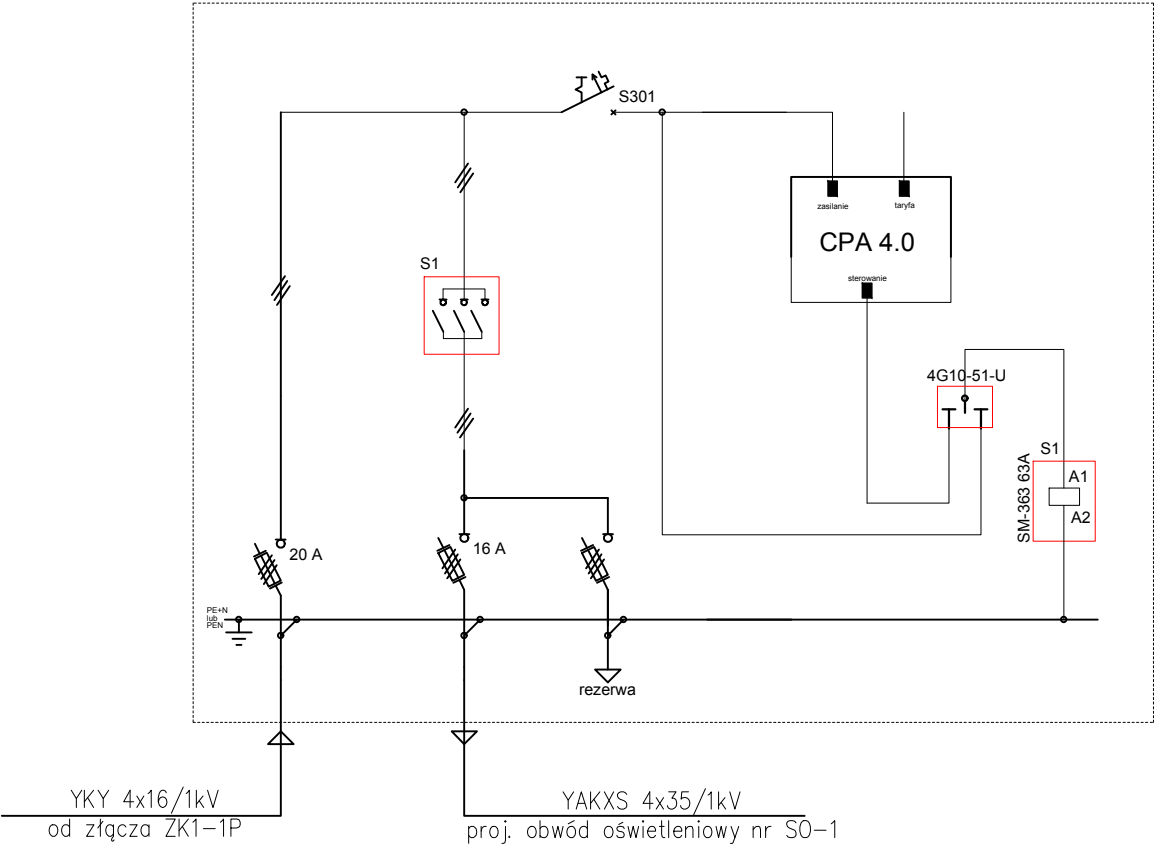 S301
zasilanie
taryfa
CPA 4.0
S1
sterowanie
4G10-51-U
S1
SM-363 63A
A1
A2
20 A
16 A
PE+N
lub
PEN
rezerwa
YKY 4x16/1kV
od złącza ZK1-1P
YAKXS 4x35/1kV
proj. obwód oświetleniowy nr SO-1